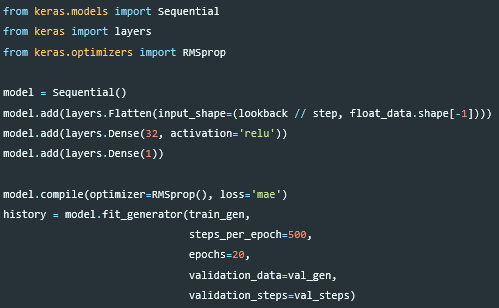 from keras.models import Sequential
from keras import layers
from keras.optimizers import RMSprop

model = Sequential()
model.add(layers.Flatten(input_shape=(lookback // step, float_data.shape[-1])))
model.add(layers.Dense(32, activation='relu'))
model.add(layers.Dense(1))

model.compile(optimizer=RMSprop(), loss='mae')
history = model.fit_generator(train_gen,
                              steps_per_epoch=500,
                              epochs=20,
                              validation_data=val_gen,
                              validation_steps=val_steps)